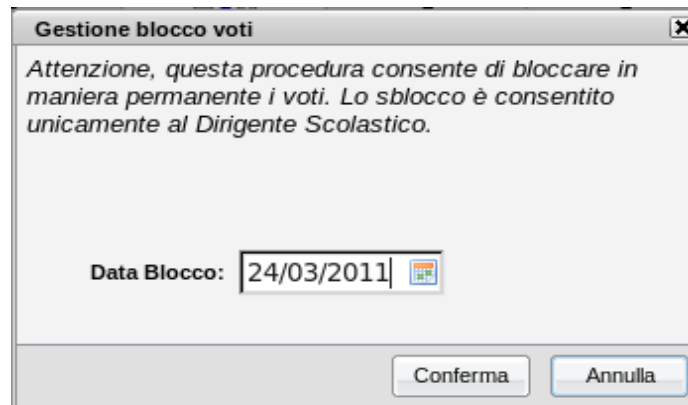 Gestione blocco voti
Attenzione, questa procedura consente di bloccare in
maniera permanente i voti. Lo sblocco è consentito
unicamente al Dirigente Scolastico.
Data Blocco: 24/03/2011
Conferma Annulla